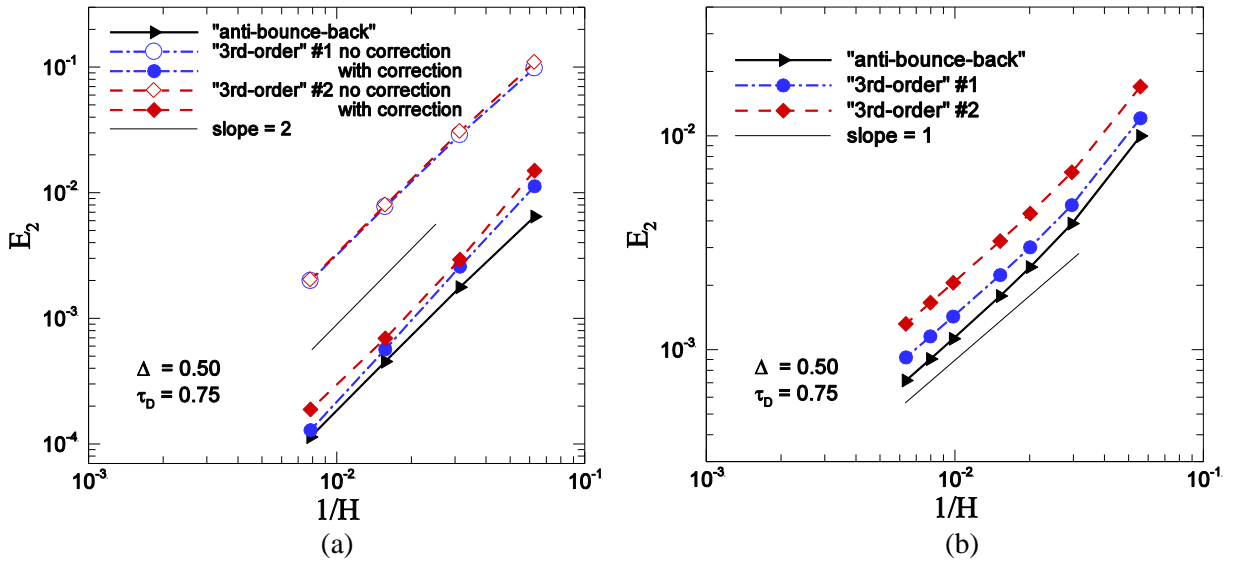 "anti-bounce-back"
"3rd-order" #1 no correction
with correction
"3rd-order" #2 no correction
with correction
slope = 2
10⁻¹
10⁻²
10⁻³
10⁻⁴
E₂
Δ = 0.50
τ_D = 0.75
10⁻³
10⁻²
10⁻¹
1/H
(a)
"anti-bounce-back"
"3rd-order" #1
"3rd-order" #2
slope = 1
10⁻²
10⁻³
E₂
Δ = 0.50
τ_D = 0.75
10⁻³
10⁻²
10⁻¹
1/H
(b)